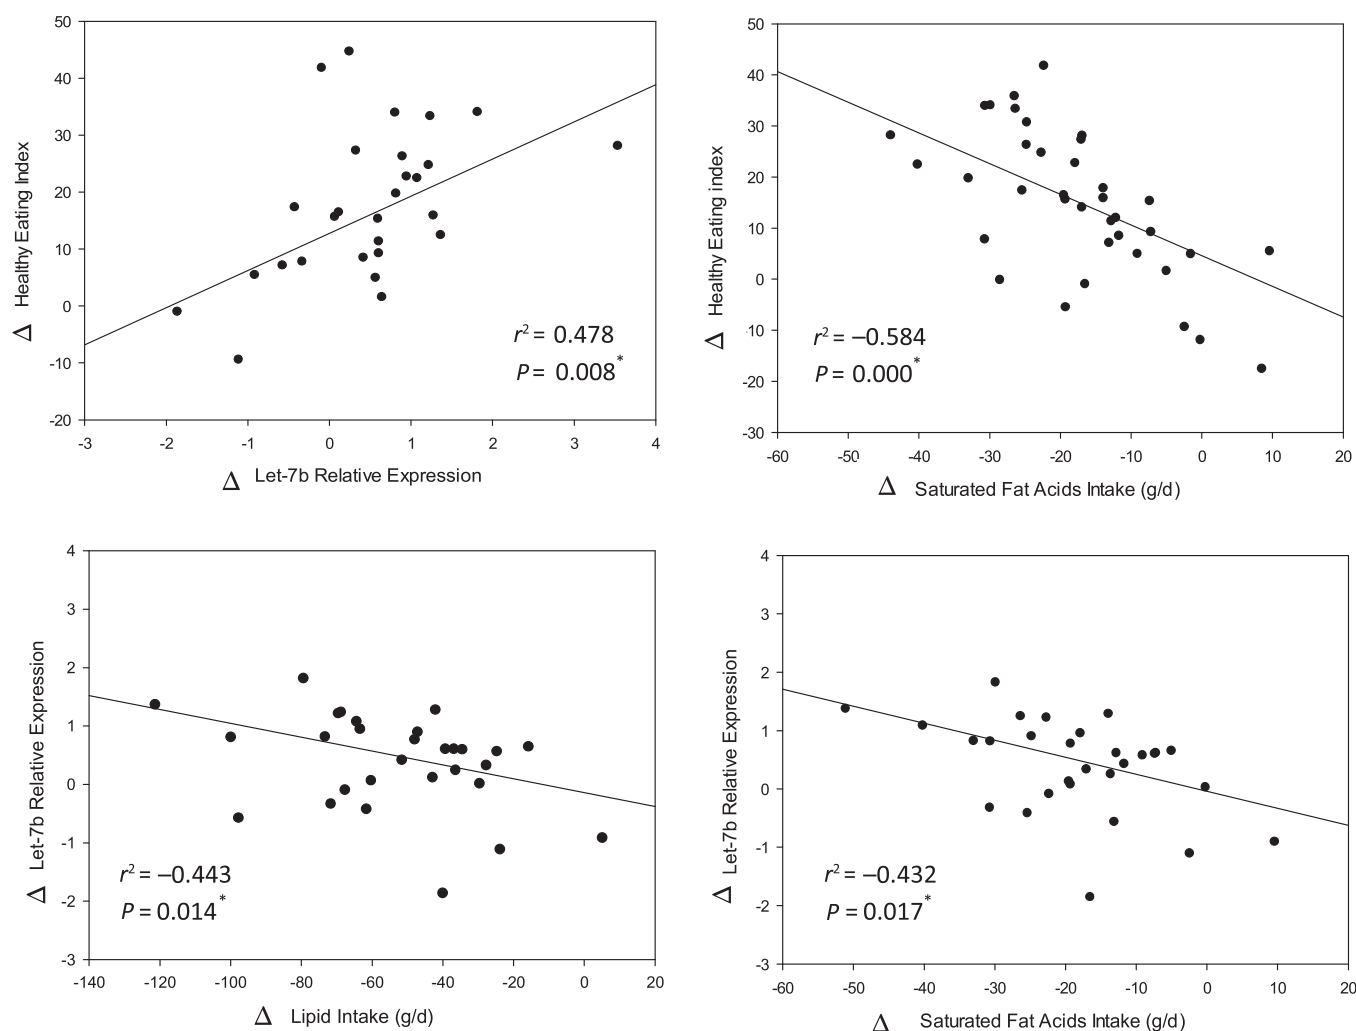 50
40
30
20
10
0
-10
-20
Δ Healthy Eating Index
r² = 0.478
P = 0.008*
-3 -2 -1 0 1 2 3 4
Δ Let-7b Relative Expression
50
40
30
20
10
0
-10
-20
-30
Δ Healthy Eating index
r² = −0.584
P = 0.000*
-60 -50 -40 -30 -20 -10 0 10 20
Δ Saturated Fat Acids Intake (g/d)
4
3
2
1
0
-1
-2
-3
Δ Let-7b Relative Expression
r² = −0.443
P = 0.014*
-140 -120 -100 -80 -60 -40 -20 0 20
Δ Lipid Intake (g/d)
4
3
2
1
0
-1
-2
-3
Δ Let-7b Relative Expression
r² = −0.432
P = 0.017*
-60 -50 -40 -30 -20 -10 0 10 20
Δ Saturated Fat Acids Intake (g/d)